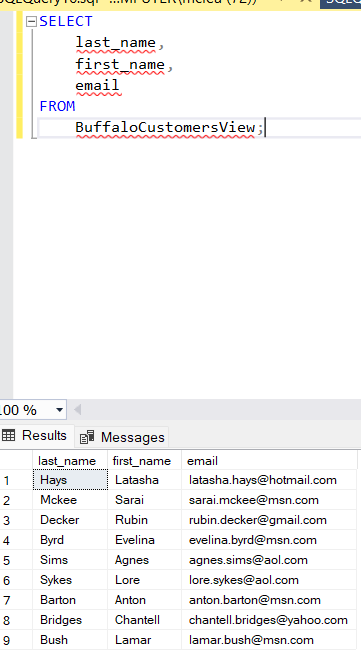 SELECT
last_name,
first_name,
email
FROM
BuffaloCustomersView;
100 %
Results Messages
last_name first_name email
1 Hays Latasha latasha.hays@hotmail.com
2 Mckee Sarai sarai.mckee@msn.com
3 Decker Rubin rubin.decker@gmail.com
4 Byrd Evelina evelina.byrd@msn.com
5 Sims Agnes agnes.sims@aol.com
6 Sykes Lore lore.sykes@aol.com
7 Barton Anton anton.barton@msn.com
8 Bridges Chantell chantell.bridges@yahoo.com
9 Bush Lamar lamar.bush@msn.com